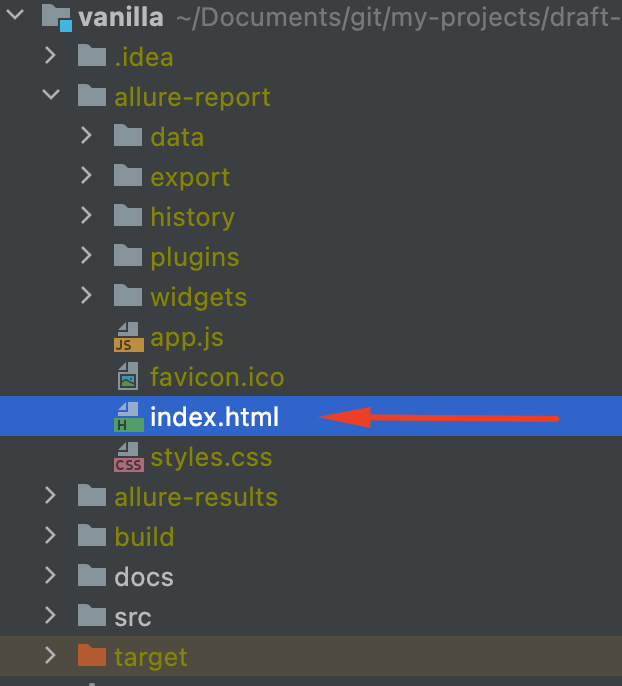 vanilla ~/Documents/git/my-projects/draft-
.idea
allure-report
data
export
history
plugins
widgets
JS app.js
favicon.ico
H index.html
CSS styles.css
allure-results
build
docs
src
target